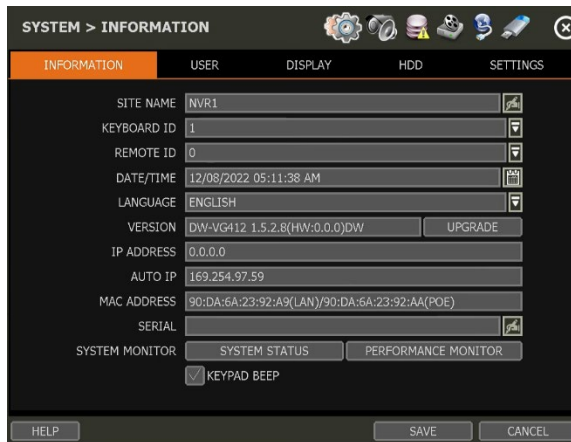 SYSTEM > INFORMATION
INFORMATION USER DISPLAY HDD SETTINGS
SITE NAME NVR1
KEYBOARD ID 1
REMOTE ID 0
DATE/TIME 12/08/2022 05:11:38 AM
LANGUAGE ENGLISH
VERSION DW-VG412 1.5.2.8(HW:0.0.0)DW UPGRADE
IP ADDRESS 0.0.0.0
AUTO IP 169.254.97.59
MAC ADDRESS 90:DA:6A:23:92:A9(LAN)/90:DA:6A:23:92:AA(POE)
SERIAL
SYSTEM MONITOR SYSTEM STATUS PERFORMANCE MONITOR
KEYPAD BEEP
HELP SAVE CANCEL